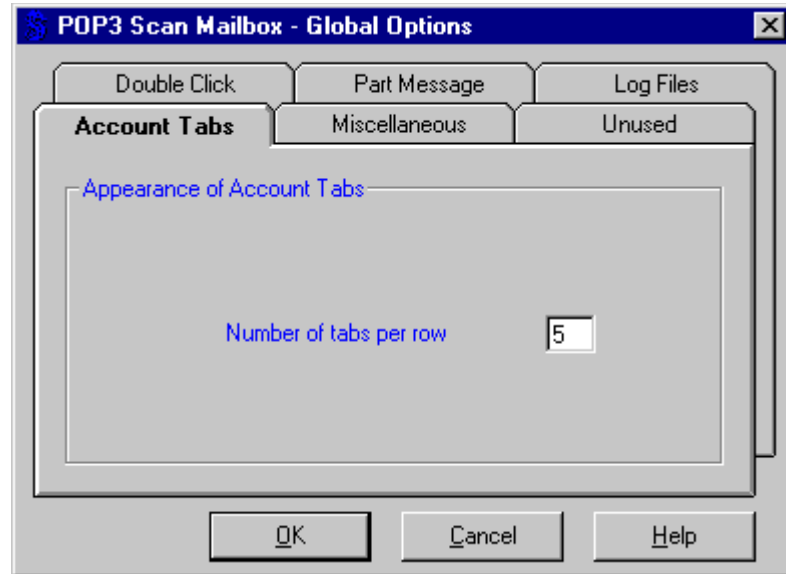 POP3 Scan Mailbox - Global Options
Double Click Part Message Log Files
Account Tabs Miscellaneous Unused
Appearance of Account Tabs
Number of tabs per row 5
OK Cancel Help